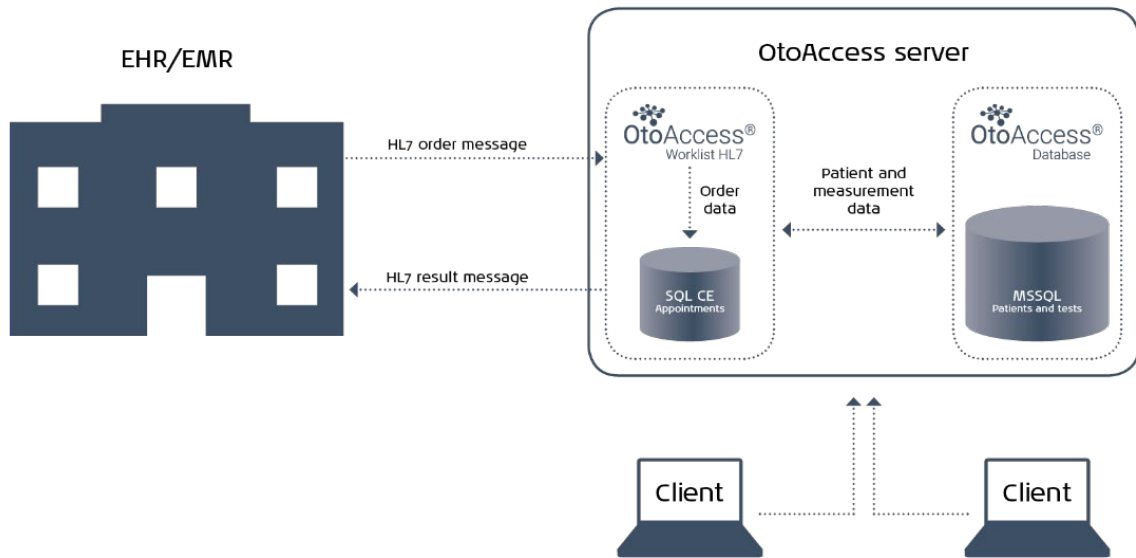 EHR/EMR
OtoAccess server
HL7 order message
HL7 result message
OtoAccess®
Worklist HL7
Order
data
SQL CE
Appointments
Patient and
measurement
data
OtoAccess®
Database
MSSQL
Patients and tests
Client
Client